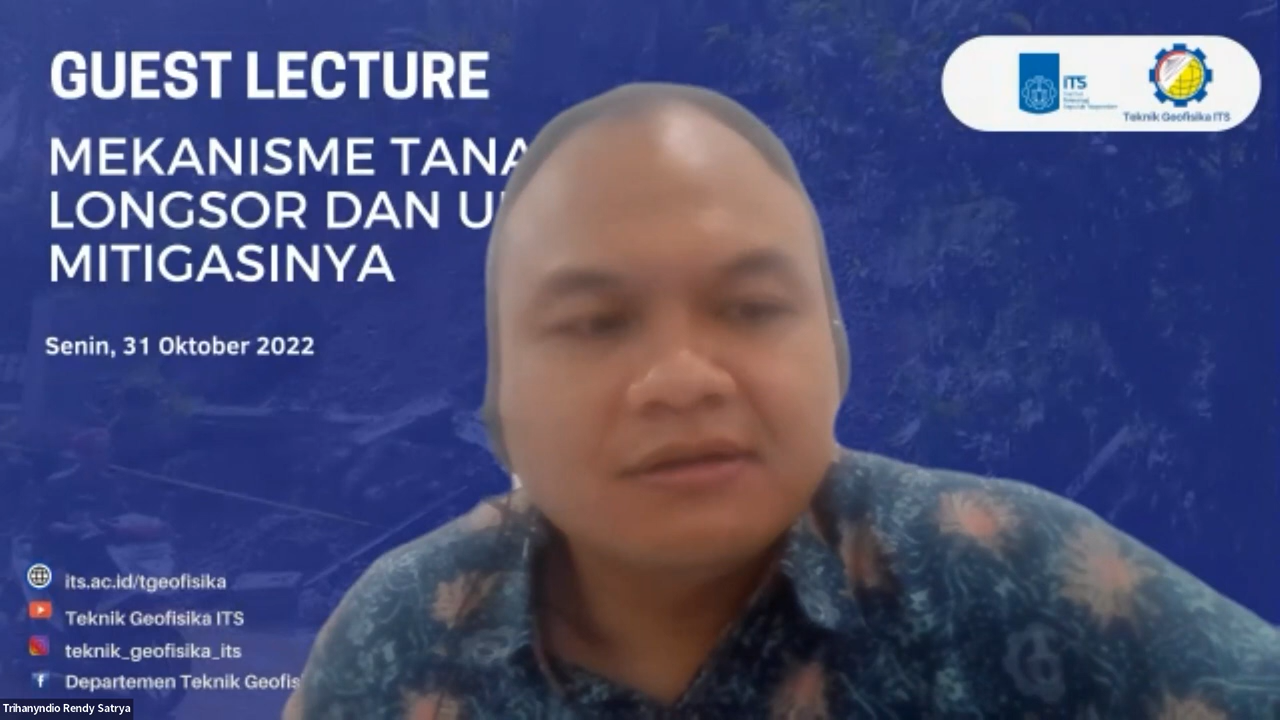 GUEST LECTURE
MEKANISME TANA
LONGSOR DAN U
MITIGASINYA
Senin, 31 Oktober 2022
ITS
Teknik Geofisika ITS
its.ac.id/tgeofisika
Teknik Geofisika ITS
teknik_geofisika_its
Departemen Teknik Geofis
Trihanyndio Rendy Satrya